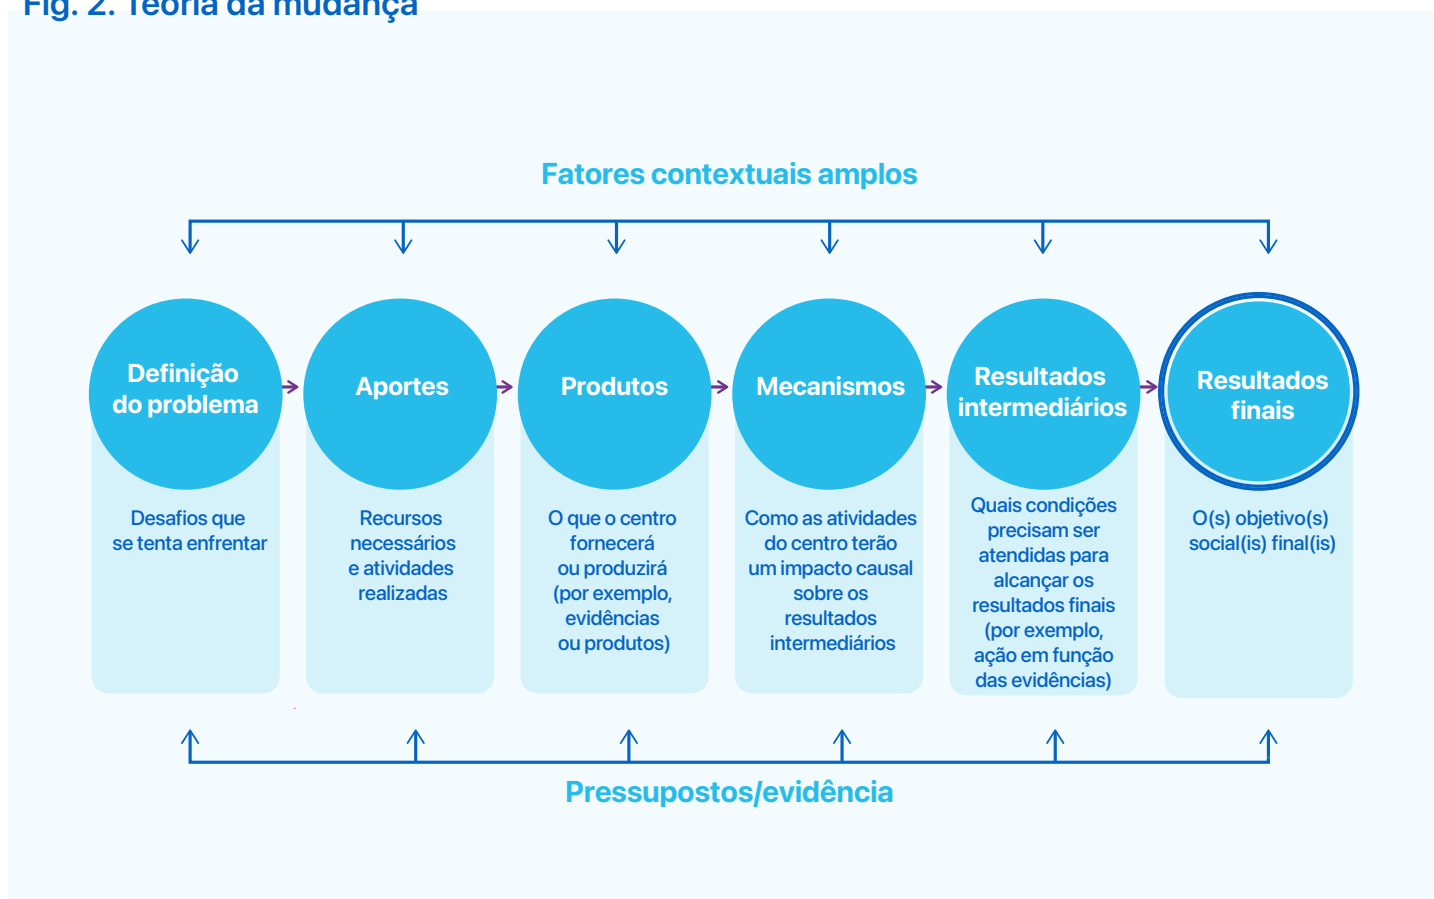 Fig. 2. Teoria da mudança
Fatores contextuais amplos
Definição
do problema
Aportes
Produtos
Mecanismos
Resultados
intermediários
Resultados
finais
Desafios que
se tenta enfrentar
Recursos
necessários
e atividades
realizadas
O que o centro
fornecerá
ou produzirá
(por exemplo,
evidências
ou produtos)
Como as atividades
do centro terão
um impacto causal
sobre os
resultados
intermediários
Quais condições
precisam ser
atendidas para
alcançar os
resultados finais
(por exemplo,
ação em função
das evidências)
O(s) objetivo(s)
social(is) final(is)
Pressupostos/evidência